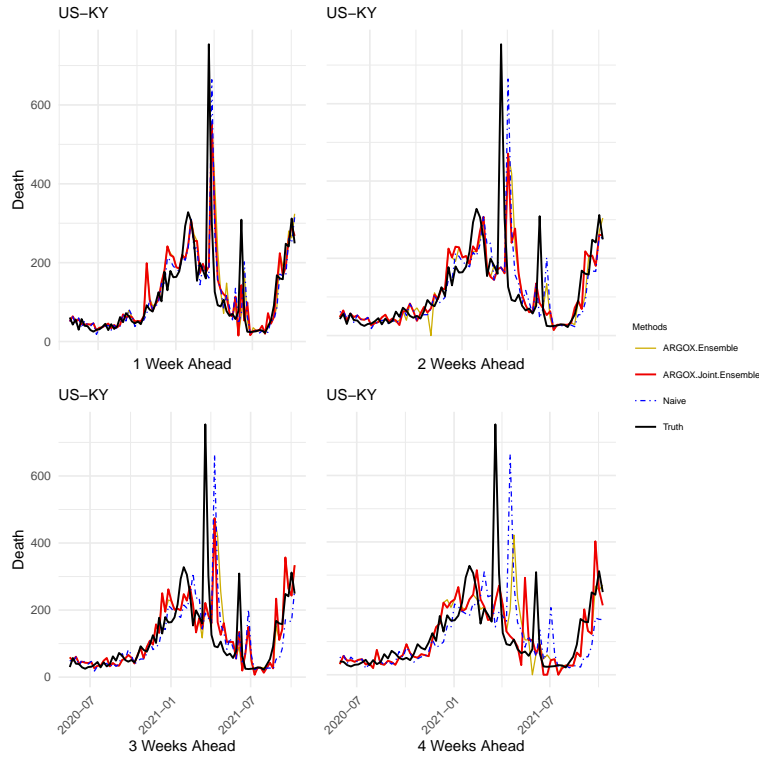 US−KY
US−KY
Death
600
400
200
0
1 Week Ahead
2 Weeks Ahead
Methods
ARGOX.Ensemble
ARGOX.Joint.Ensemble
Naive
Truth
US−KY
US−KY
Death
600
400
200
0
2020−07
2021−01
2021−07
2020−07
2021−01
2021−07
3 Weeks Ahead
4 Weeks Ahead